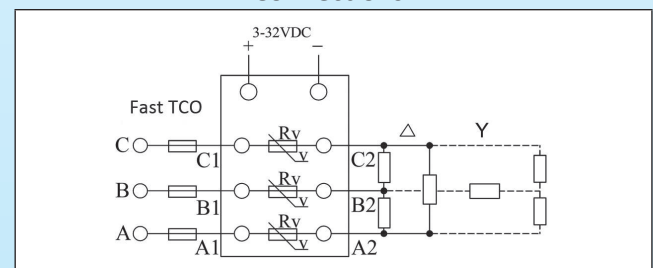 3-32VDC
+ −
Fast TCO
△ Y
C C1 Rv v C2
B B1 Rv v B2
A A1 Rv v A2